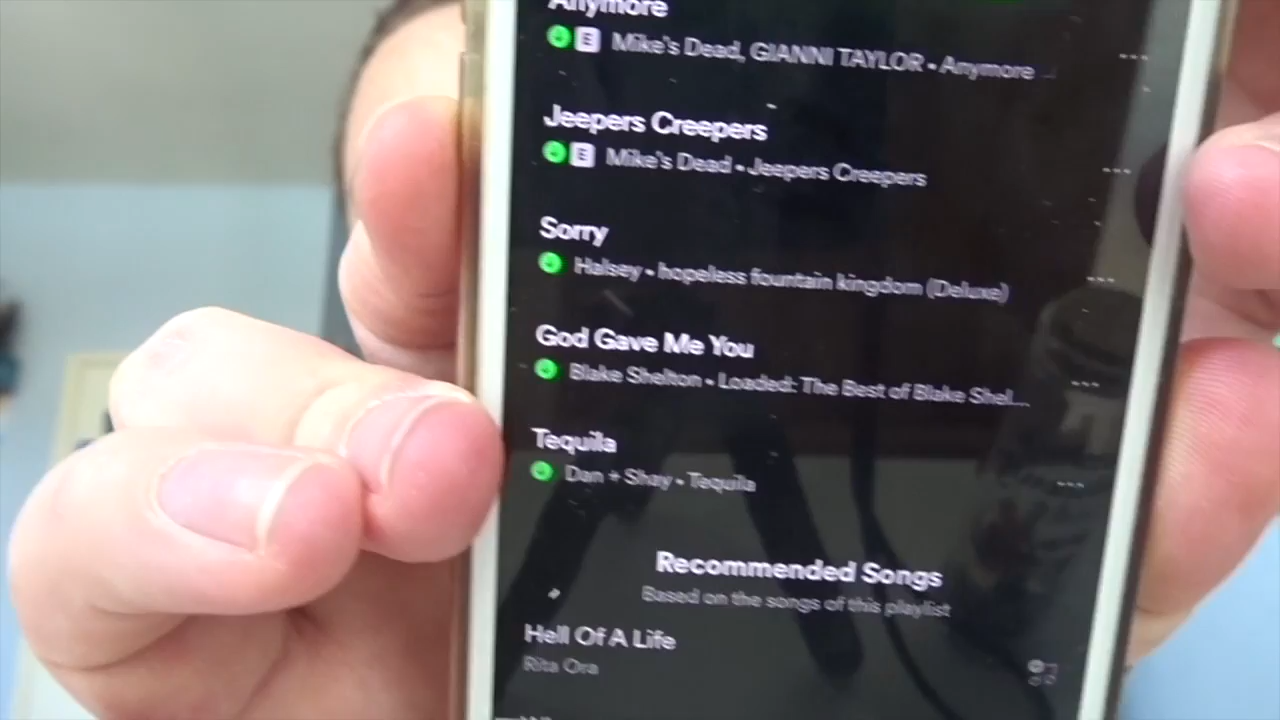 Anymore
E Mike's Dead, GIANNI TAYLOR • Anymore
Jeepers Creepers
E Mike's Dead • Jeepers Creepers
Sorry
Halsey • hopeless fountain kingdom (Deluxe)
God Gave Me You
Blake Shelton • Loaded: The Best of Blake Shel...
Tequila
Dan + Shay • Tequila
Recommended Songs
Based on the songs of this playlist
Hell Of A Life
Rita Ora